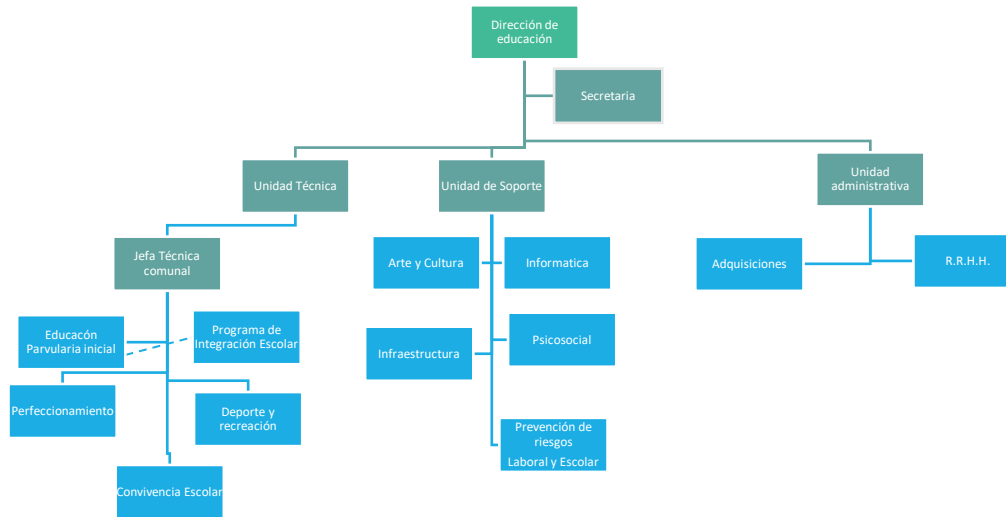 Dirección de
educación
Secretaria
Unidad Técnica
Unidad de Soporte
Unidad
administrativa
Jefa Técnica
comunal
Arte y Cultura
Informatica
Adquisiciones
R.R.H.H.
Educacón
Parvularia inicial
Programa de
Integración Escolar
Infraestructura
Psicosocial
Perfeccionamiento
Deporte y
recreación
Prevención de
riesgos
Laboral y Escolar
Convivencia Escolar